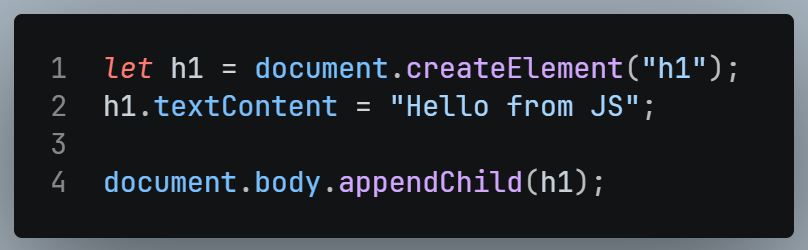 1 let h1 = document.createElement("h1");
2 h1.textContent = "Hello from JS";
3
4 document.body.appendChild(h1);